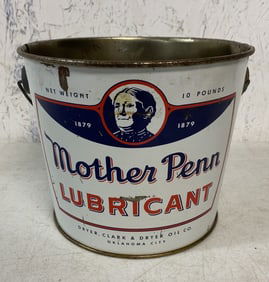 NET WEIGHT 10 POUNDS
1879 1879
Mother Penn
LUBRICANT
DRYER, CLARK & DRYER OIL CO.
OKLAHOMA CITY